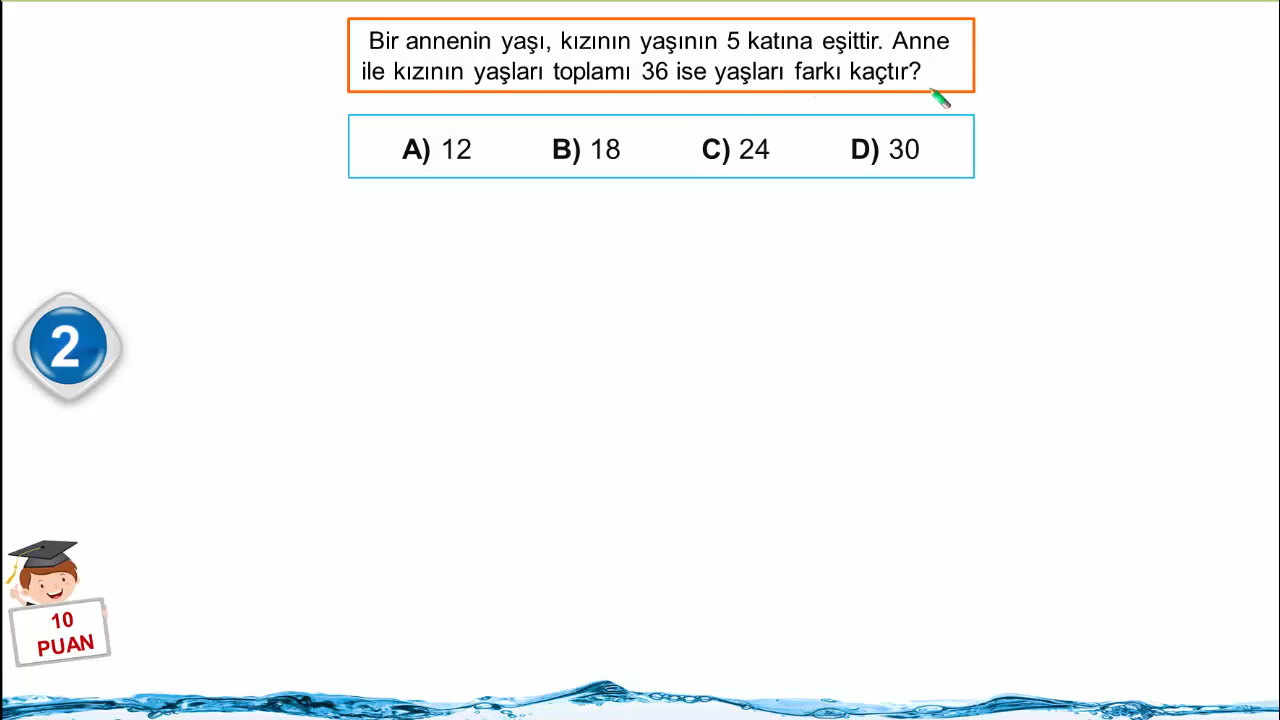 Bir annenin yaşı, kızının yaşının 5 katına eşittir. Anne
ile kızının yaşları toplamı 36 ise yaşları farkı kaçtır?
A) 12 B) 18 C) 24 D) 30
2
10
PUAN